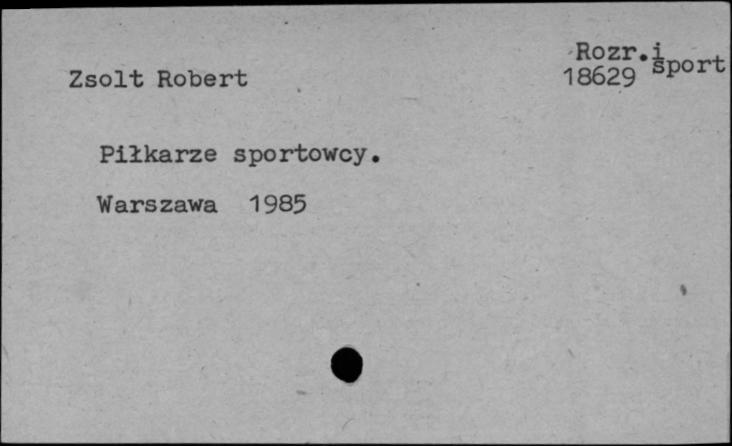 Rozr.i
Zsolt Robert 18629 sport
Piłkarze sportowcy.
Warszawa 1985